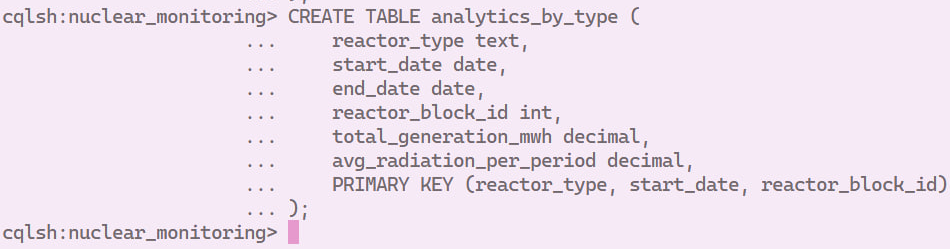 cqlsh:nuclear_monitoring> CREATE TABLE analytics_by_type (
                      ...     reactor_type text,
                      ...     start_date date,
                      ...     end_date date,
                      ...     reactor_block_id int,
                      ...     total_generation_mwh decimal,
                      ...     avg_radiation_per_period decimal,
                      ...     PRIMARY KEY (reactor_type, start_date, reactor_block_id)
                      ... );
cqlsh:nuclear_monitoring>